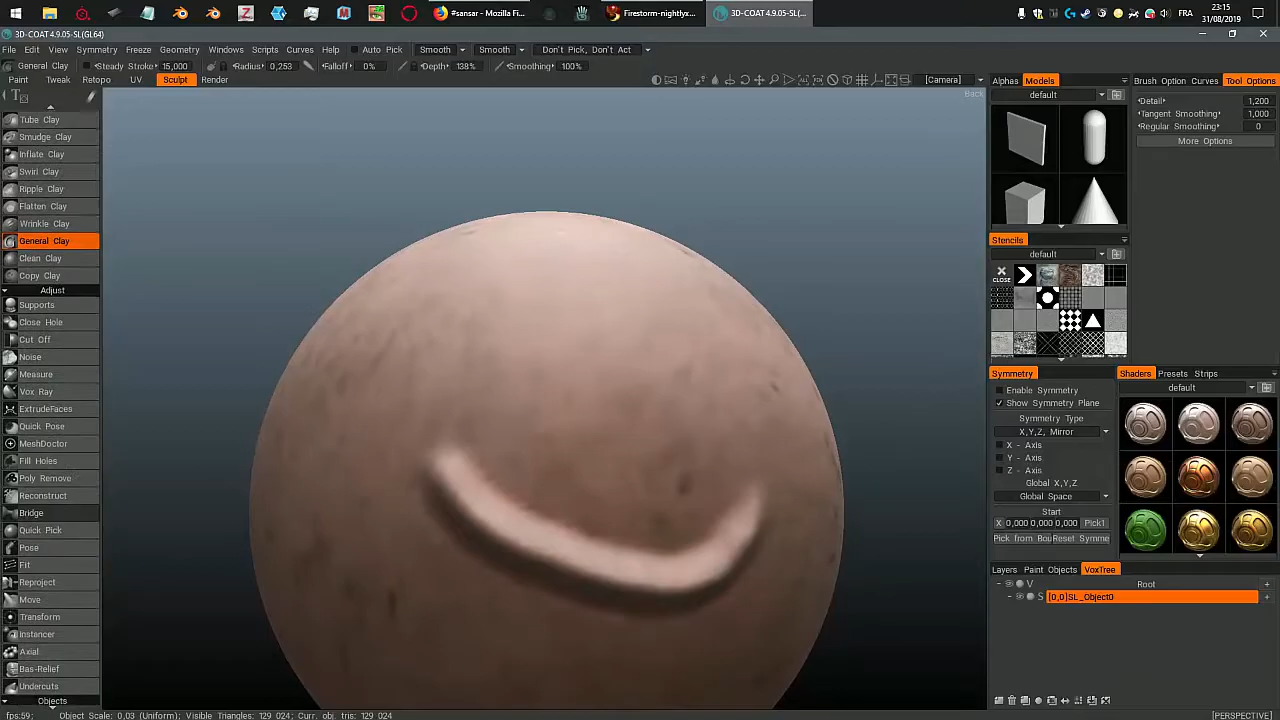 #sansar - Mozilla Fi...
Firestorm-nightlyx...
3D-COAT 4.9.05-SL(...
FRA
23:15
31/08/2019
3D-COAT 4.9.05-SL(GL64)
File Edit View Symmetry Freeze Geometry Windows Scripts Curves Help Auto Pick Smooth Smooth Don't Pick, Don't Act
General Clay Steady Stroke 15,000 Radius 0,253 Falloff 0% Depth 138% Smoothing 100%
Paint Tweak Retopo UV Sculpt Render [Camera]
Back
Tube Clay
Smudge Clay
Inflate Clay
Swirl Clay
Ripple Clay
Flatten Clay
Wrinkle Clay
General Clay
Clean Clay
Copy Clay
Adjust
Supports
Close Hole
Cut Off
Noise
Measure
Vox Ray
ExtrudeFaces
Quick Pose
MeshDoctor
Fill Holes
Poly Remove
Reconstruct
Bridge
Quick Pick
Pose
Fit
Reproject
Move
Transform
Instancer
Axial
Bas-Relief
Undercuts
Objects
Alphas Models
default
Stencils
default
CLOSE
Brush Option Curves Tool Options
Detail: 1,200
Tangent Smoothing: 1,000
Regular Smoothing: 0
More Options
Symmetry
Enable Symmetry
Show Symmetry Plane
Symmetry Type
X,Y,Z, Mirror
X - Axis
Y - Axis
Z - Axis
Global X,Y,Z
Global Space
Start
X 0,000 0,000 0,000 Pick1
Pick from Bou Reset Symme
Shaders Presets Strips
default
Layers Paint Objects VoxTree
V Root +
S [0,0]SL_Object0 +
fps:59; Object Scale: 0,03 (Uniform); Visible Triangles: 129 024; Curr. obj. tris: 129 024 [PERSPECTIVE]